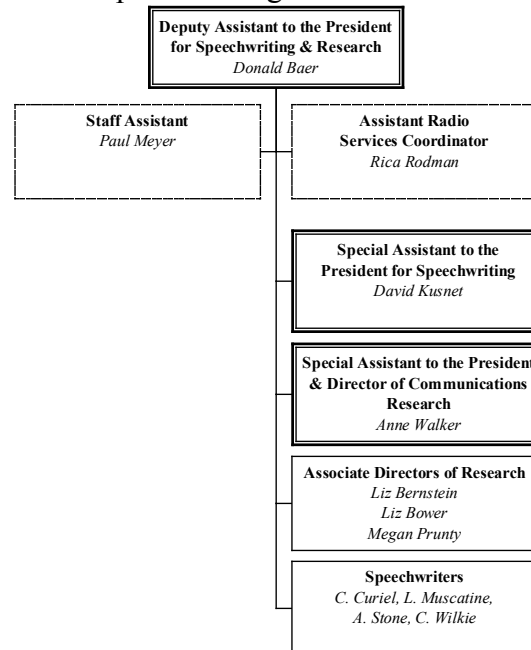 Deputy Assistant to the President
for Speechwriting & Research
Donald Baer
Staff Assistant
Paul Meyer
Assistant Radio
Services Coordinator
Rica Rodman
Special Assistant to the
President for Speechwriting
David Kusnet
Special Assistant to the President
& Director of Communications
Research
Anne Walker
Associate Directors of Research
Liz Bernstein
Liz Bower
Megan Prunty
Speechwriters
C. Curiel, L. Muscatine,
A. Stone, C. Wilkie